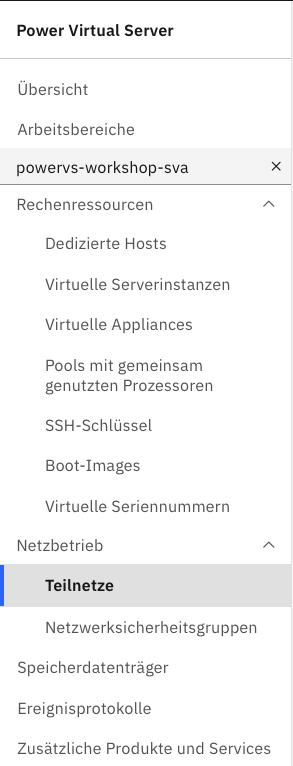 Power Virtual Server
Übersicht
Arbeitsbereiche
powervs-workshop-sva
Rechenressourcen
Dedizierte Hosts
Virtuelle Serverinstanzen
Virtuelle Appliances
Pools mit gemeinsam
genutzten Prozessoren
SSH-Schlüssel
Boot-Images
Virtuelle Seriennummern
Netzbetrieb
Teilnetze
Netzwerksicherheitsgruppen
Speicherdatenträger
Ereignisprotokolle
Zusätzliche Produkte und Services